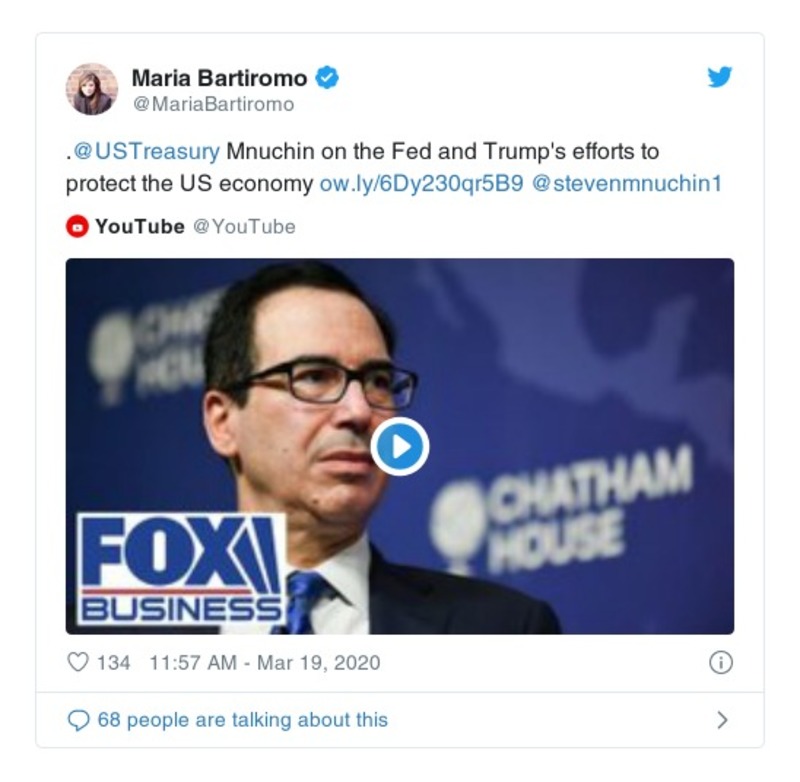 Maria Bartiromo
@MariaBartiromo
.@USTreasury Mnuchin on the Fed and Trump's efforts to
protect the US economy ow.ly/6Dy230qr5B9 @stevenmnuchin1
YouTube @YouTube
CHATHAM
HOUSE
CHATHAM
HOUSE
FOX
BUSINESS
134 11:57 AM - Mar 19, 2020
68 people are talking about this